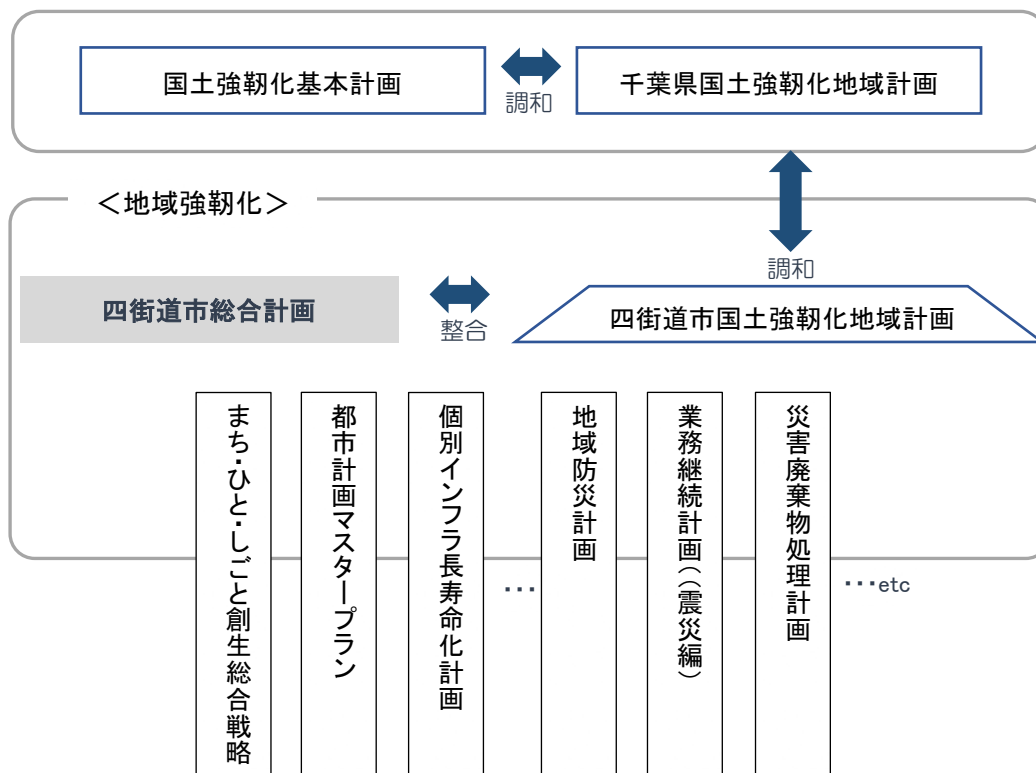 国土強靭化基本計画
調和
千葉県国土強靭化地域計画
調和
＜地域強靭化＞
四街道市総合計画
整合
四街道市国土強靭化地域計画
まち・ひと・しごと創生総合戦略
都市計画マスタープラン
個別インフラ長寿命化計画
…
地域防災計画
業務継続計画（（震災編）
災害廃棄物処理計画
…etc